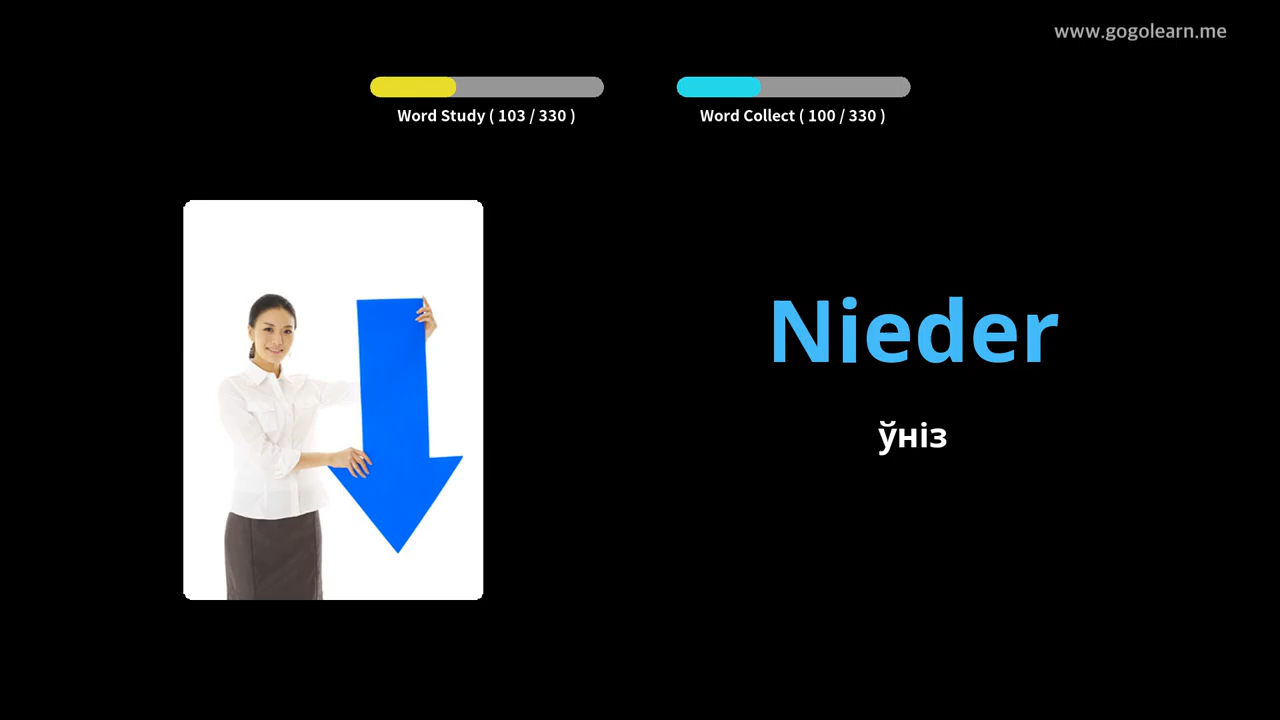 www.gogolearn.me
Word Study ( 103 / 330 )
Word Collect ( 100 / 330 )
Nieder
ўніз